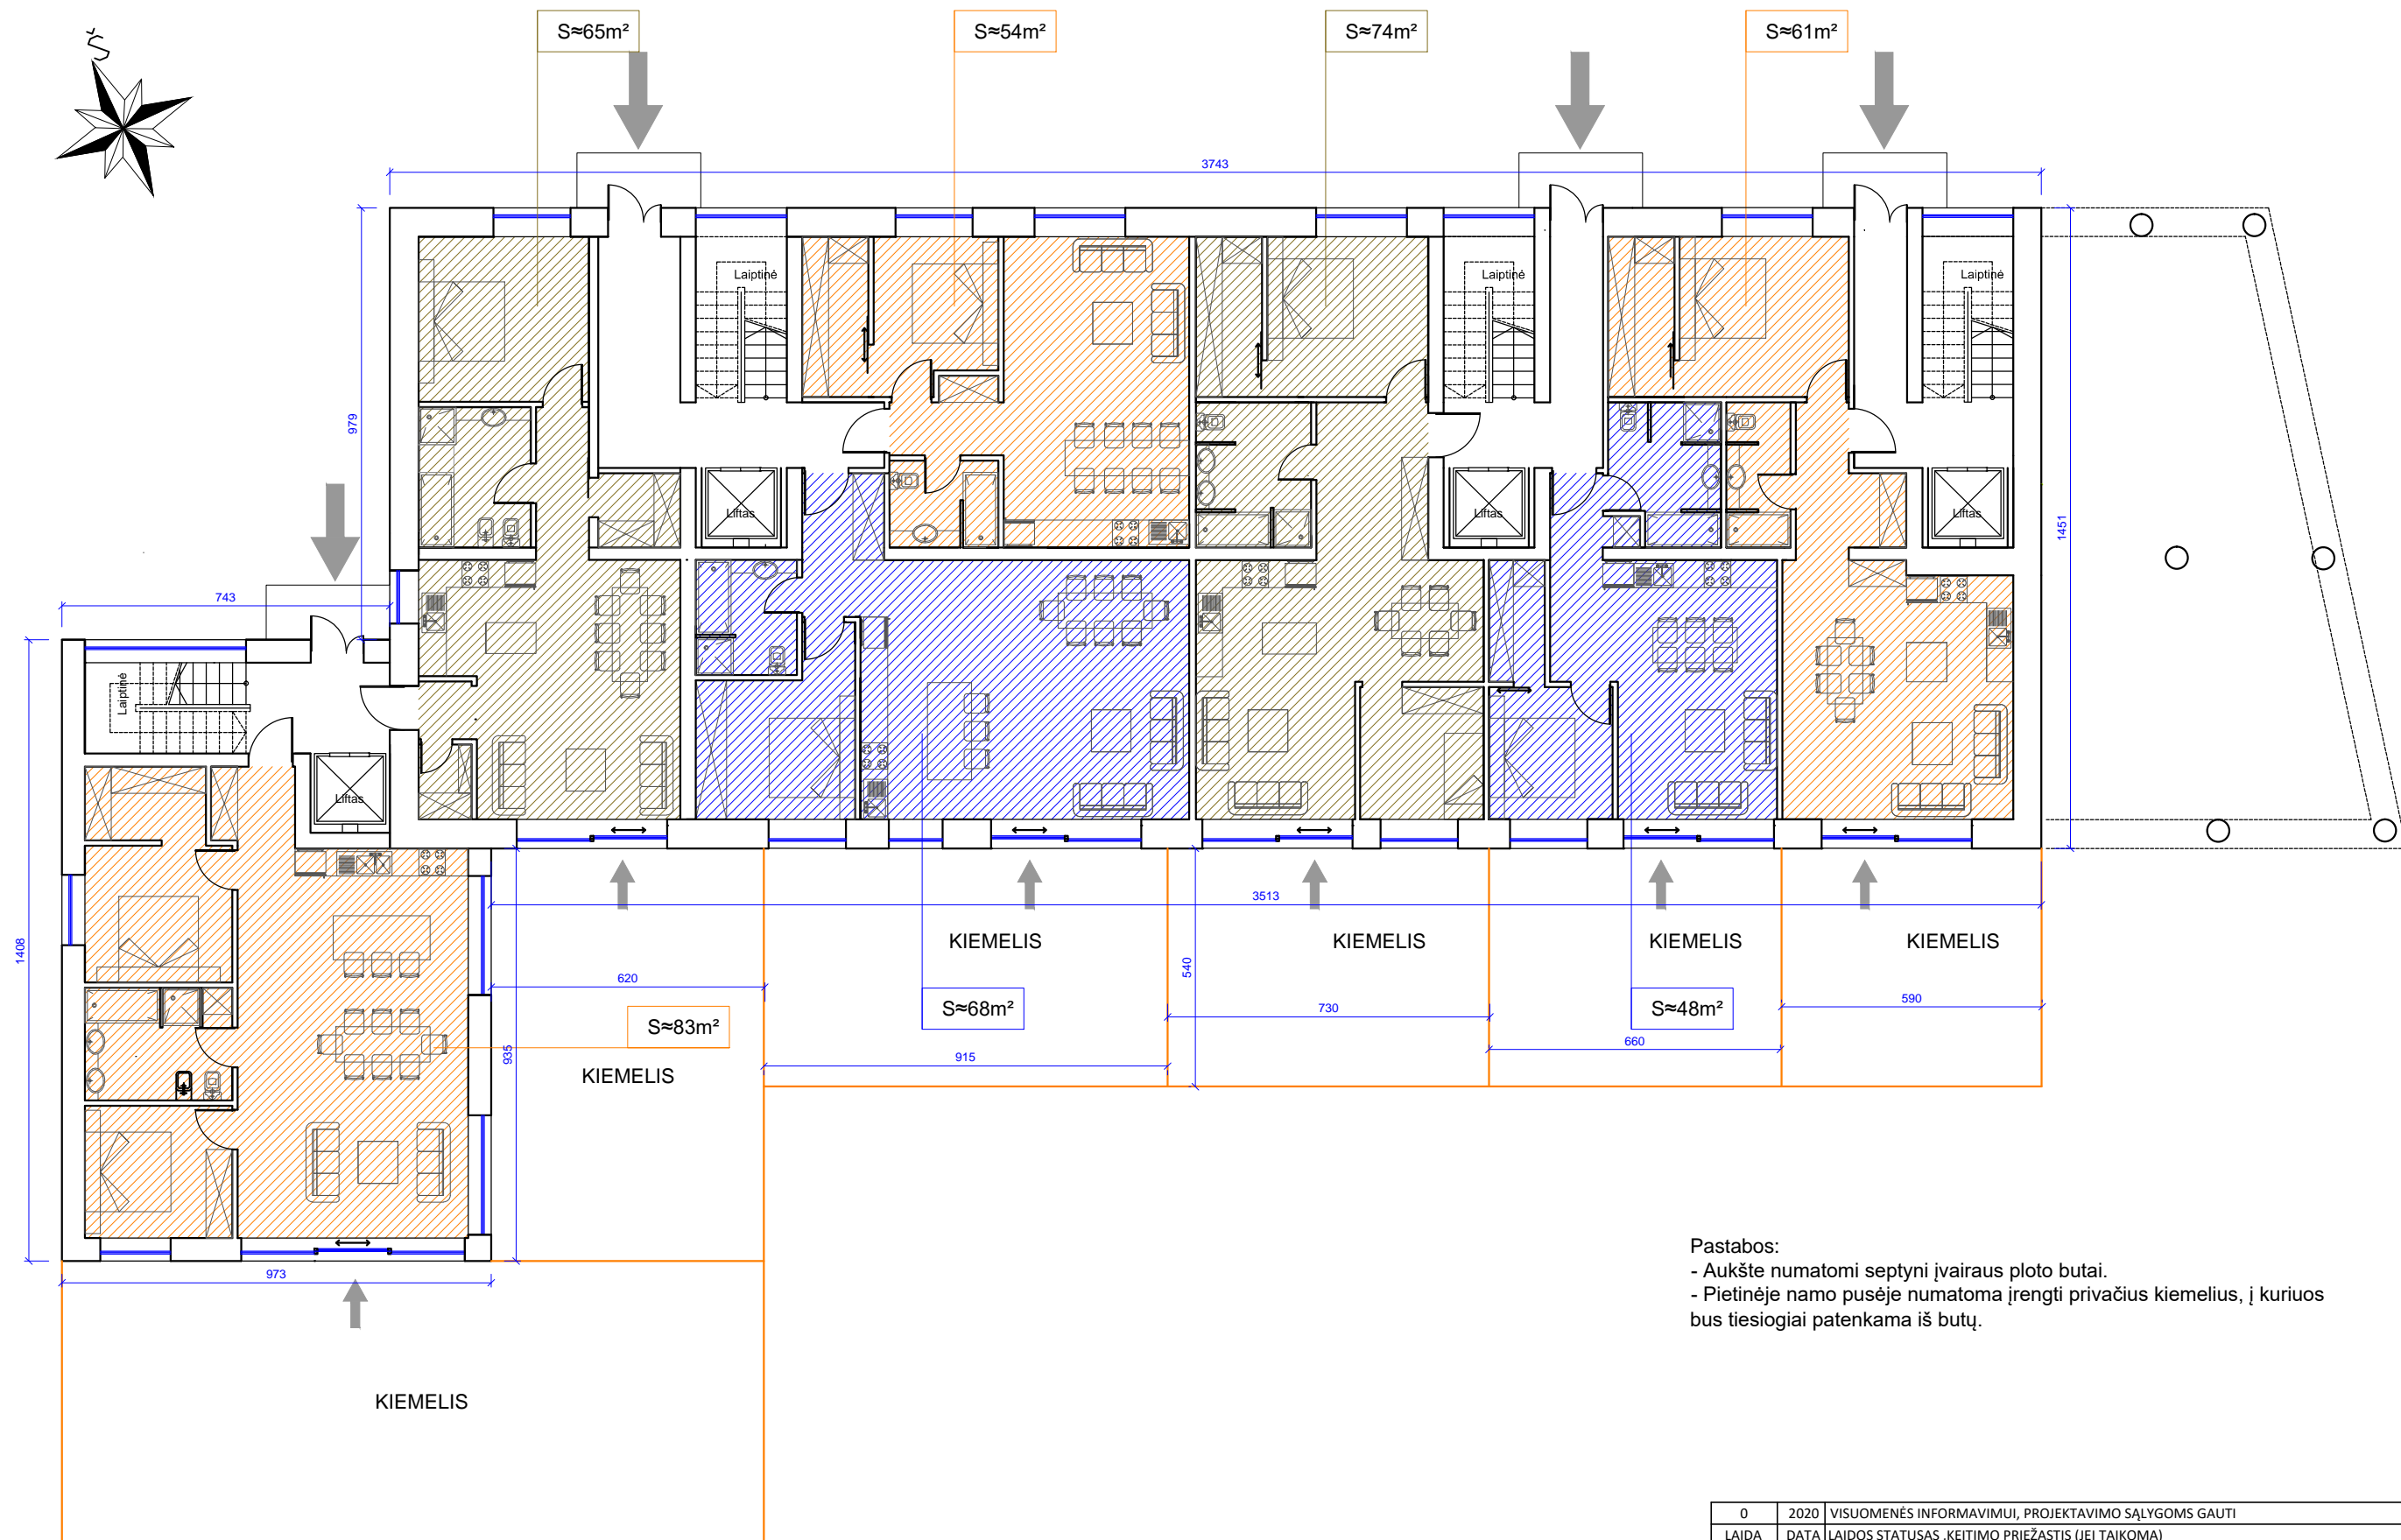 Š
S≈65m²
S≈54m²
S≈74m²
S≈61m²
3743
Laiptinė
Laiptinė
Laiptinė
979
1451
Liftas
Liftas
Liftas
743
Laiptinė
Liftas
3513
KIEMELIS
KIEMELIS
KIEMELIS
KIEMELIS
1408
540
620
S≈68m²
730
S≈48m²
590
S≈83m²
935
660
915
KIEMELIS
973
Pastabos:
- Aukšte numatomi septyni įvairaus ploto butai.
- Pietinėje namo pusėje numatoma įrengti privačius kiemelius, į kuriuos
bus tiesiogiai patenkama iš butų.
KIEMELIS
0 2020 VISUOMENĖS INFORMAVIMUI, PROJEKTAVIMO SĄLYGOMS GAUTI
LAIDA DATA LAIDOS STATUSAS .KEITIMO PRIEŽASTIS (JEI TAIKOMA)